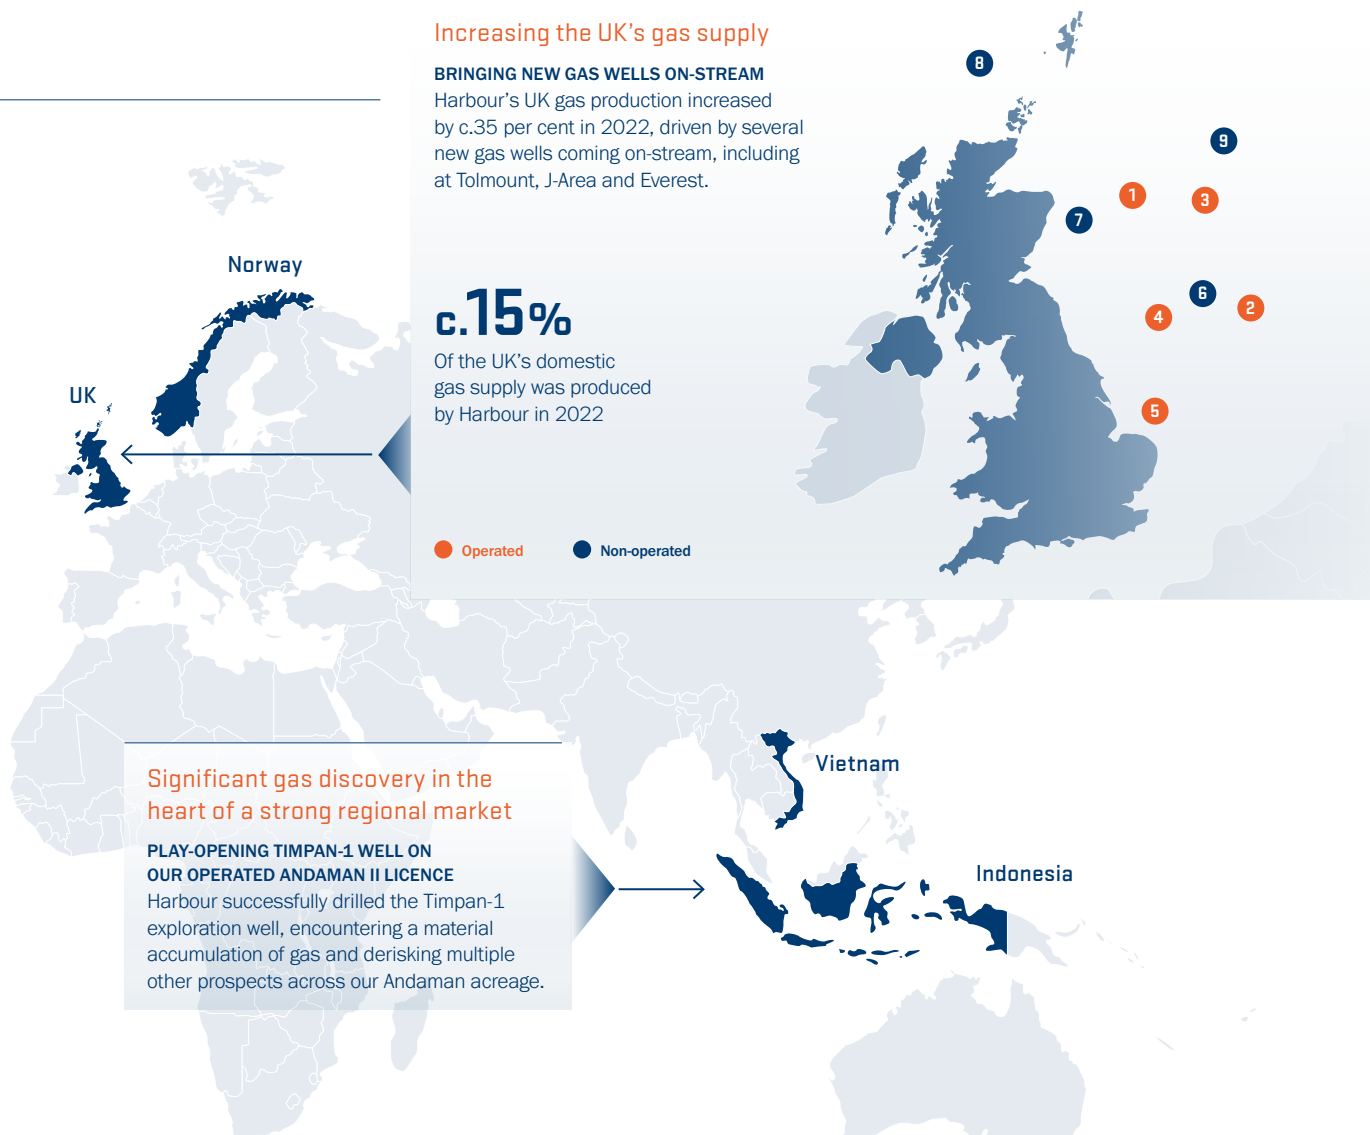 Increasing the UK’s gas supply
BRINGING NEW GAS WELLS ON-STREAM
Harbour’s UK gas production increased
by c.35 per cent in 2022, driven by several
new gas wells coming on-stream, including
at Tolmount, J-Area and Everest.
c.15%
Of the UK’s domestic
gas supply was produced
by Harbour in 2022
Operated
Non-operated
8
9
1
3
7
6
2
4
5
Norway
UK
Vietnam
Indonesia
Significant gas discovery in the
heart of a strong regional market
PLAY-OPENING TIMPAN-1 WELL ON
OUR OPERATED ANDAMAN II LICENCE
Harbour successfully drilled the Timpan-1
exploration well, encountering a material
accumulation of gas and derisking multiple
other prospects across our Andaman acreage.